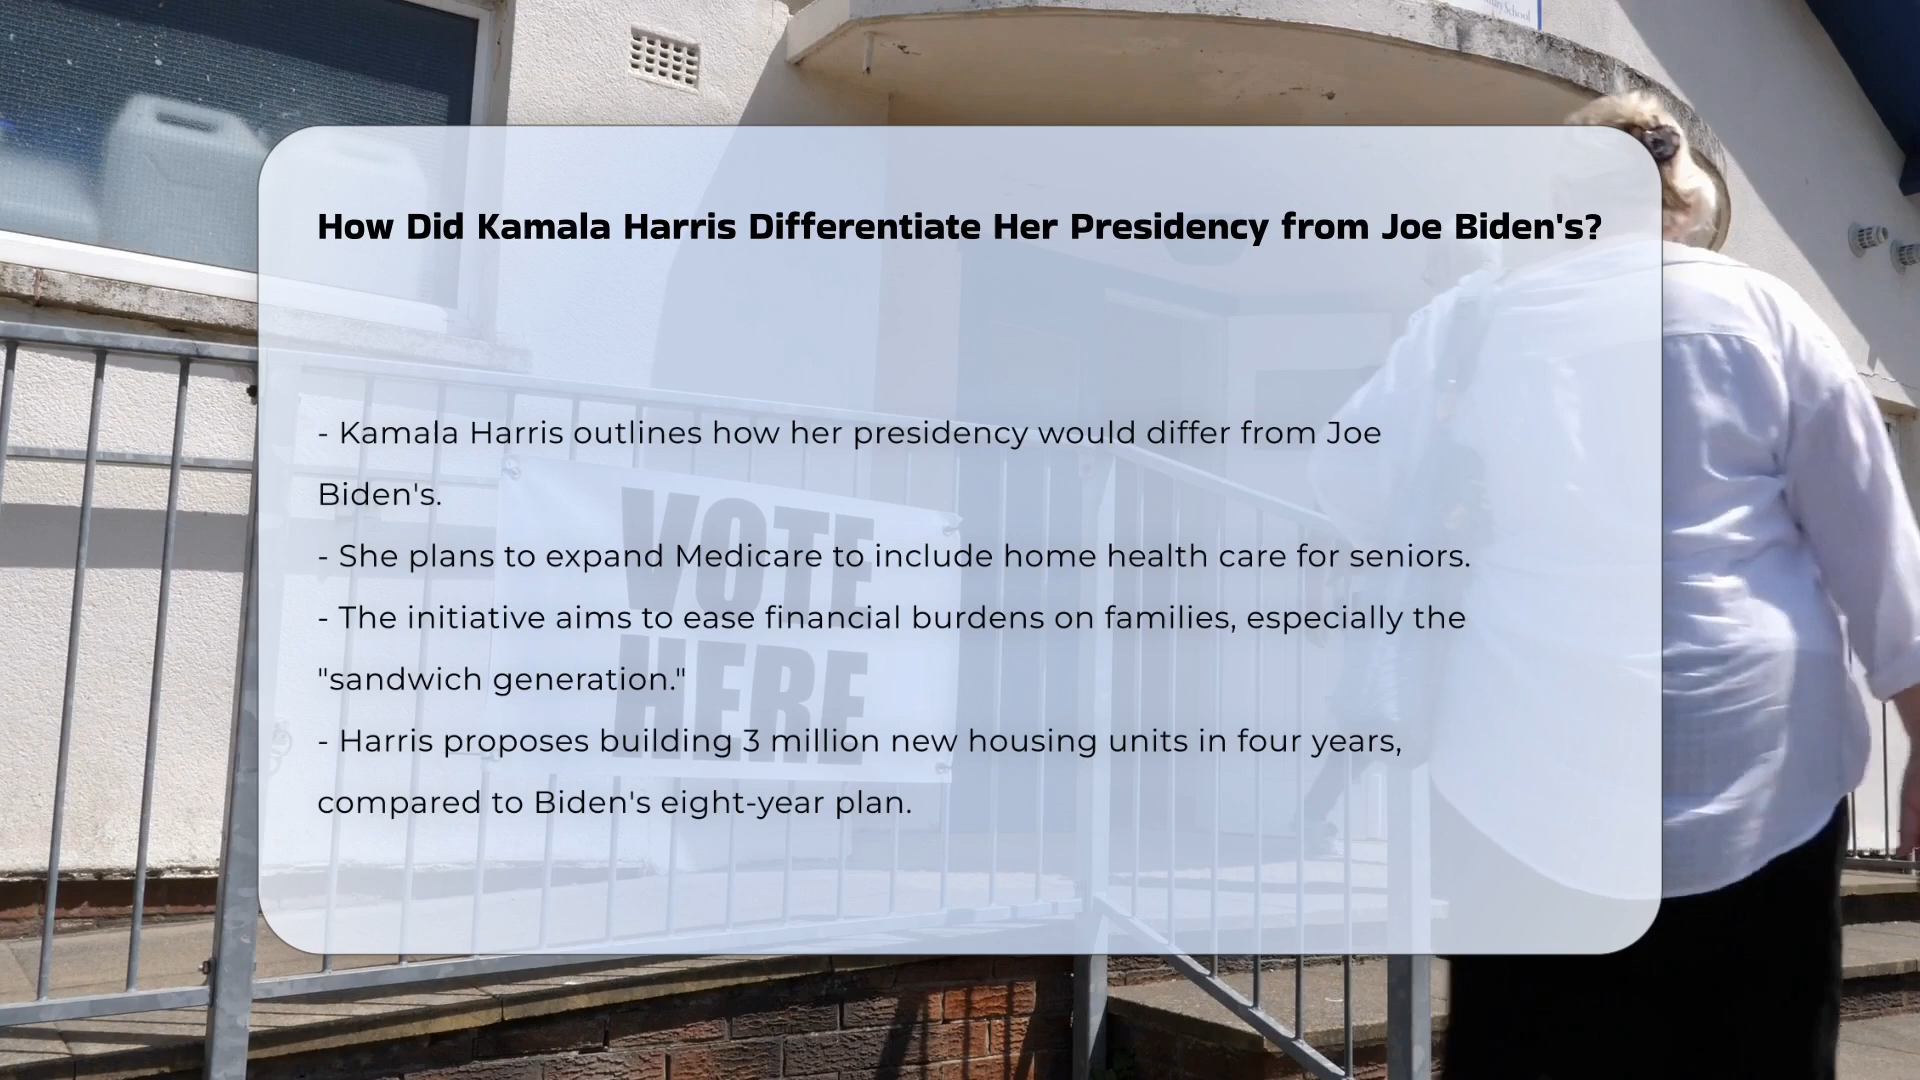 School
How Did Kamala Harris Differentiate Her Presidency from Joe Biden's?
- Kamala Harris outlines how her presidency would differ from Joe
Biden's.
- She plans to expand Medicare to include home health care for seniors.
- The initiative aims to ease financial burdens on families, especially the
"sandwich generation."
- Harris proposes building 3 million new housing units in four years,
compared to Biden's eight-year plan.
VOTE
HERE